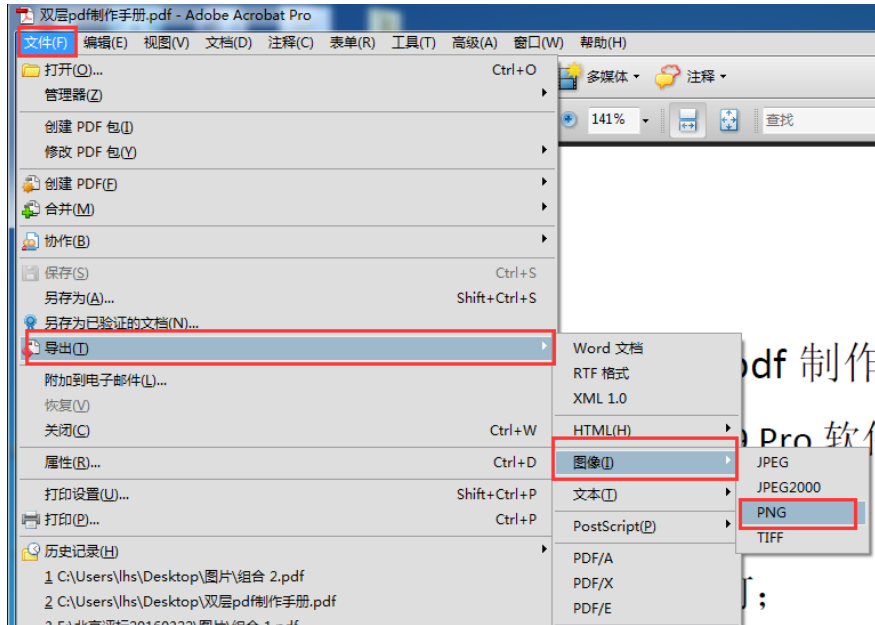 双层pdf制作手册.pdf - Adobe Acrobat Pro
文件(F) 编辑(E) 视图(V) 文档(D) 注释(C) 表单(R) 工具(T) 高级(A) 窗口(W) 帮助(H)
多媒体 注释
141% 查找
打开(O)... Ctrl+O
管理器(Z)
创建 PDF 包(I)
修改 PDF 包(Y)
创建 PDF(F)
合并(M)
协作(B)
保存(S) Ctrl+S
另存为(A)... Shift+Ctrl+S
另存为已验证的文档(N)...
导出(T)
附加到电子邮件(L)...
恢复(V)
关闭(C) Ctrl+W
属性(R)... Ctrl+D
打印设置(U)... Shift+Ctrl+P
打印(P)... Ctrl+P
历史记录(H)
1 C:\Users\lhs\Desktop\图片\组合 2.pdf
2 C:\Users\lhs\Desktop\双层pdf制作手册.pdf
Word 文档
RTF 格式
XML 1.0
HTML(H)
图像(I)
文本(T)
PostScript(P)
PDF/A
PDF/X
PDF/E
JPEG
JPEG2000
PNG
TIFF
pdf 制作
9 Pro 软件
;